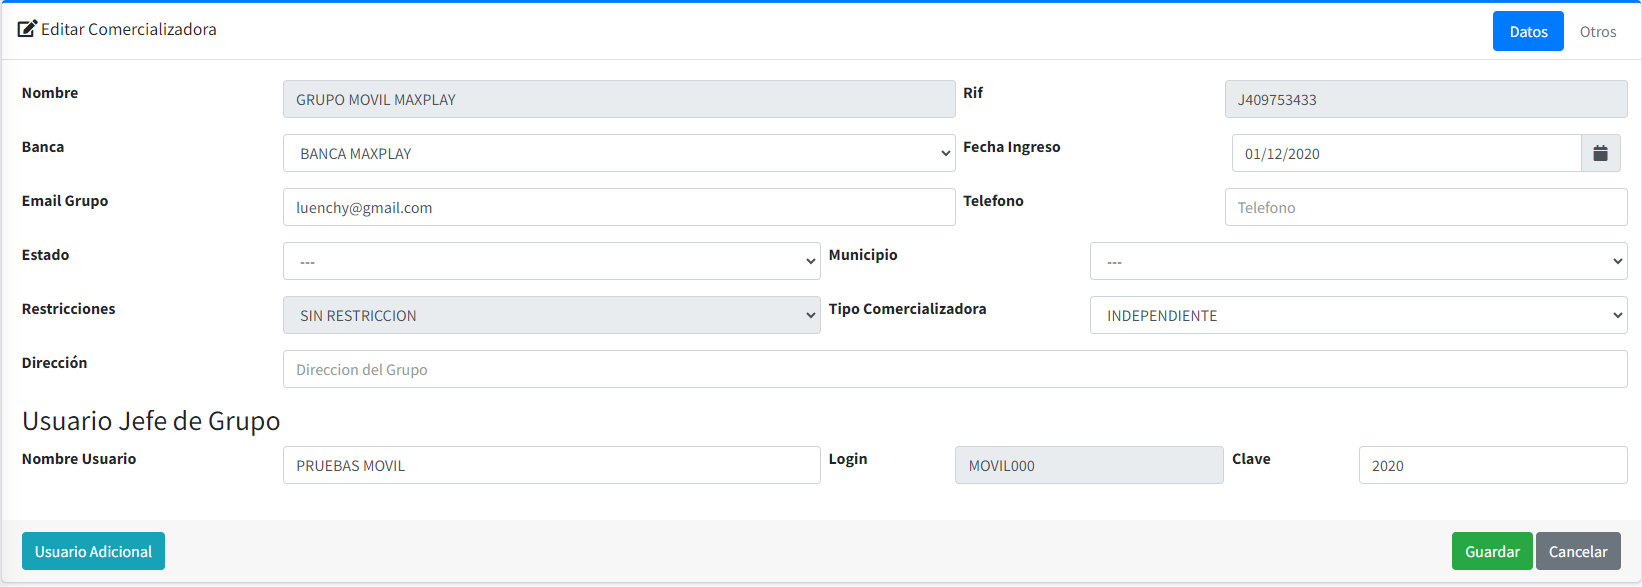 Editar Comercializadora
Datos Otros
Nombre GRUPO MOVIL MAXPLAY Rif J409753433
Banca BANCA MAXPLAY Fecha Ingreso 01/12/2020
Email Grupo luenchy@gmail.com Telefono Telefono
Estado --- Municipio ---
Restricciones SIN RESTRICCION Tipo Comercializadora INDEPENDIENTE
Dirección Direccion del Grupo
Usuario Jefe de Grupo
Nombre Usuario PRUEBAS MOVIL Login MOVIL000 Clave 2020
Usuario Adicional Guardar Cancelar